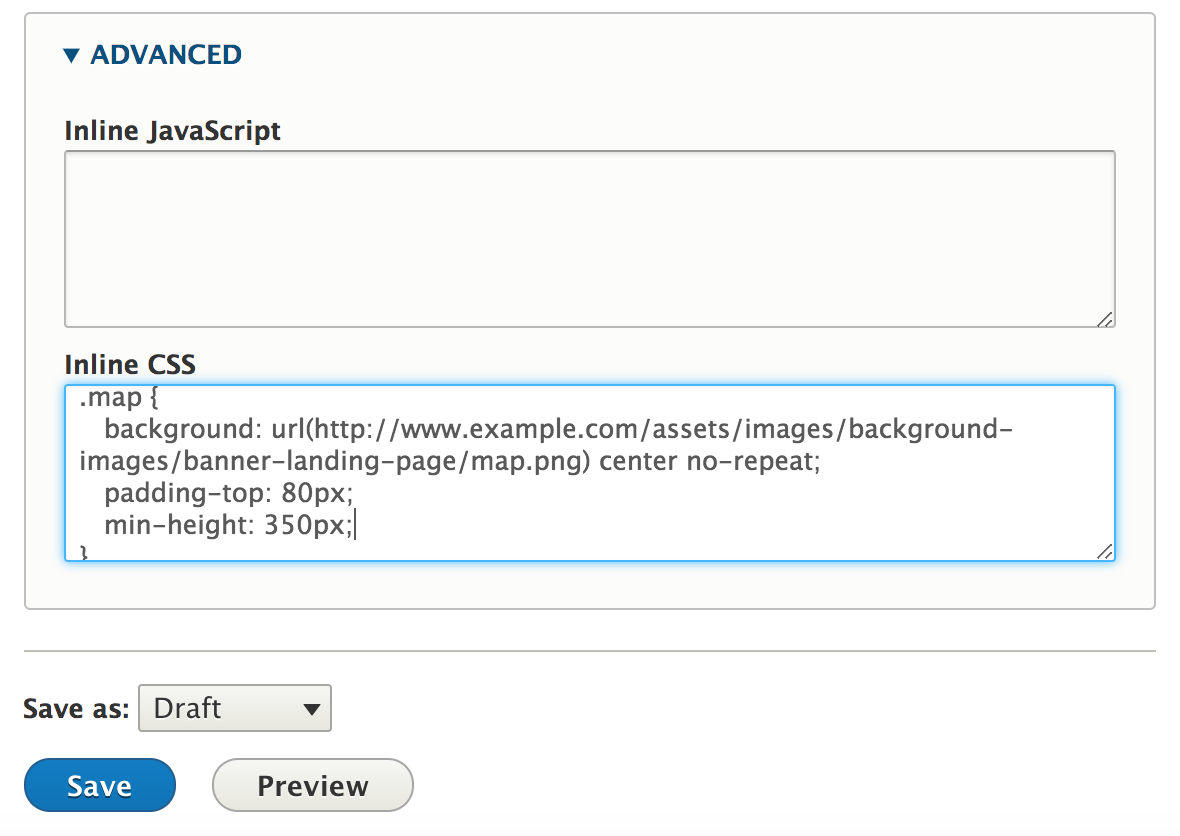 ADVANCED
Inline JavaScript
Inline CSS
.map {
background: url(http://www.example.com/assets/images/background-
images/banner-landing-page/map.png) center no-repeat;
padding-top: 80px;
min-height: 350px;
}
Save as: Draft
Save Preview